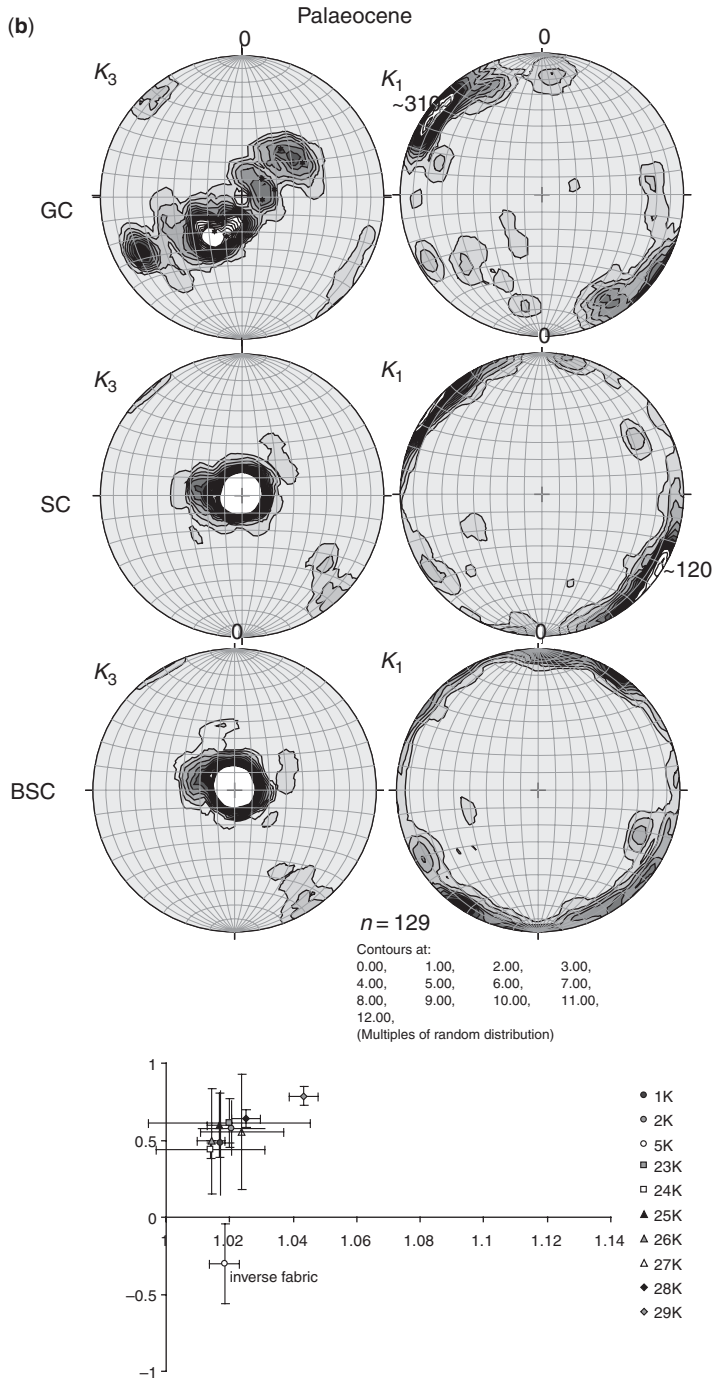 (b)
Palaeocene
0
0
K3
K1
~310
GC
0
K3
K1
SC
~120
0
0
K3
K1
BSC
n = 129
Contours at:
0.00, 1.00, 2.00, 3.00,
4.00, 5.00, 6.00, 7.00,
8.00, 9.00, 10.00, 11.00,
12.00,
(Multiples of random distribution)
1
0.5
0
1 1.02 1.04 1.06 1.08 1.10 1.12 1.14
inverse fabric
−0.5
−1
1K
2K
5K
23K
24K
25K
26K
27K
28K
29K